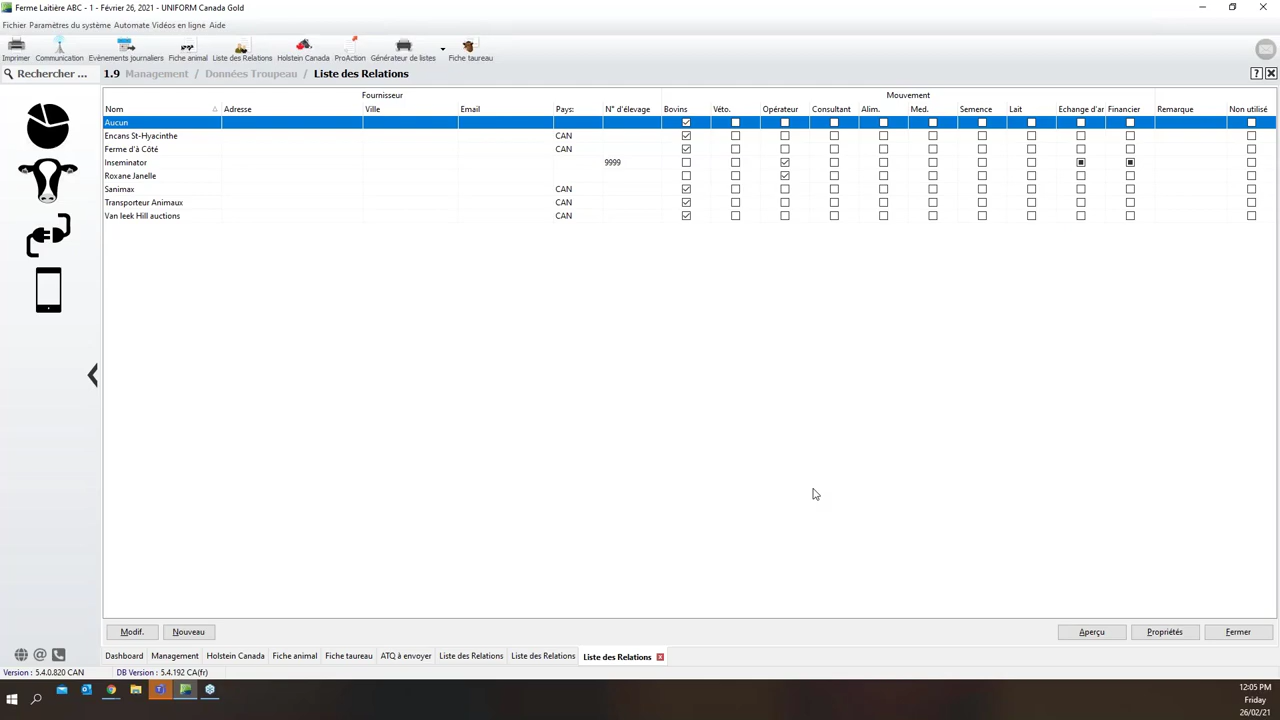 Ferme Laitière ABC - 1 - Février 26, 2021 - UNIFORM Canada Gold
Fichier Paramètres du système Automate Vidéos en ligne Aide
Imprimer Communication Evènements journaliers Fiche animal Liste des Relations Holstein Canada ProAction Générateur de listes Fiche taureau
Rechercher ... 1.9 Management / Données Troupeau / Liste des Relations
Fournisseur Mouvement
Nom Adresse Ville Email Pays: N° d'élevage Bovins Véto. Opérateur Consultant Alim. Med. Semence Lait Echange d'ar Financier Remarque Non utilisé
Aucun
Encans St-Hyacinthe CAN
Ferme d'à Côté CAN
Inseminator 9999
Roxane Janelle
Sanimax CAN
Transporteur Animaux CAN
Van leek Hill auctions CAN
Modif. Nouveau Aperçu Propriétés Fermer
Dashboard Management Holstein Canada Fiche animal Fiche taureau ATQ à envoyer Liste des Relations Liste des Relations Liste des Relations
Version : 5.4.0.820 CAN DB Version : 5.4.192 CA(fr)
12:05 PM
Friday
26/02/21